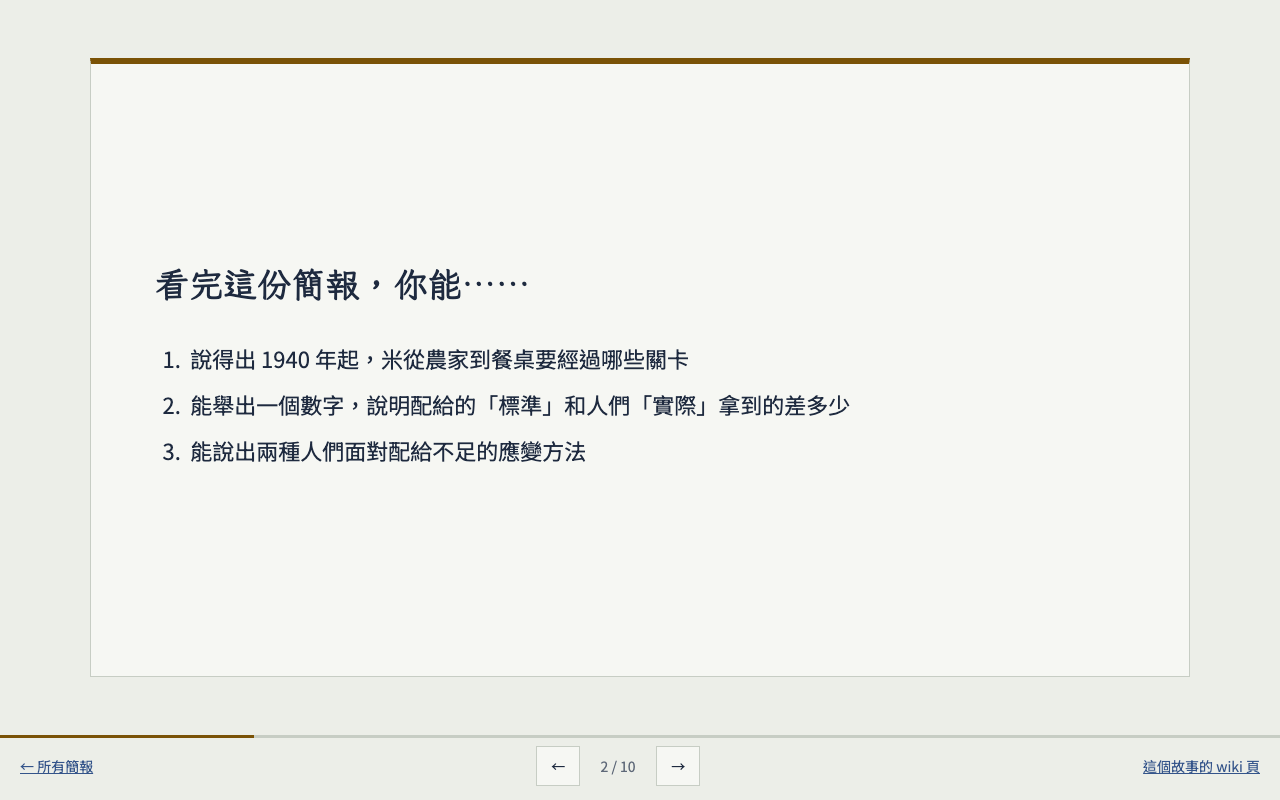 看完這份簡報，你能⋯⋯
1. 說得出 1940 年起，米從農家到餐桌要經過哪些關卡
2. 能舉出一個數字，說明配給的「標準」和人們「實際」拿到的差多少
3. 能說出兩種人們面對配給不足的應變方法
← 所有簡報
←
2 / 10
→
這個故事的 wiki 頁